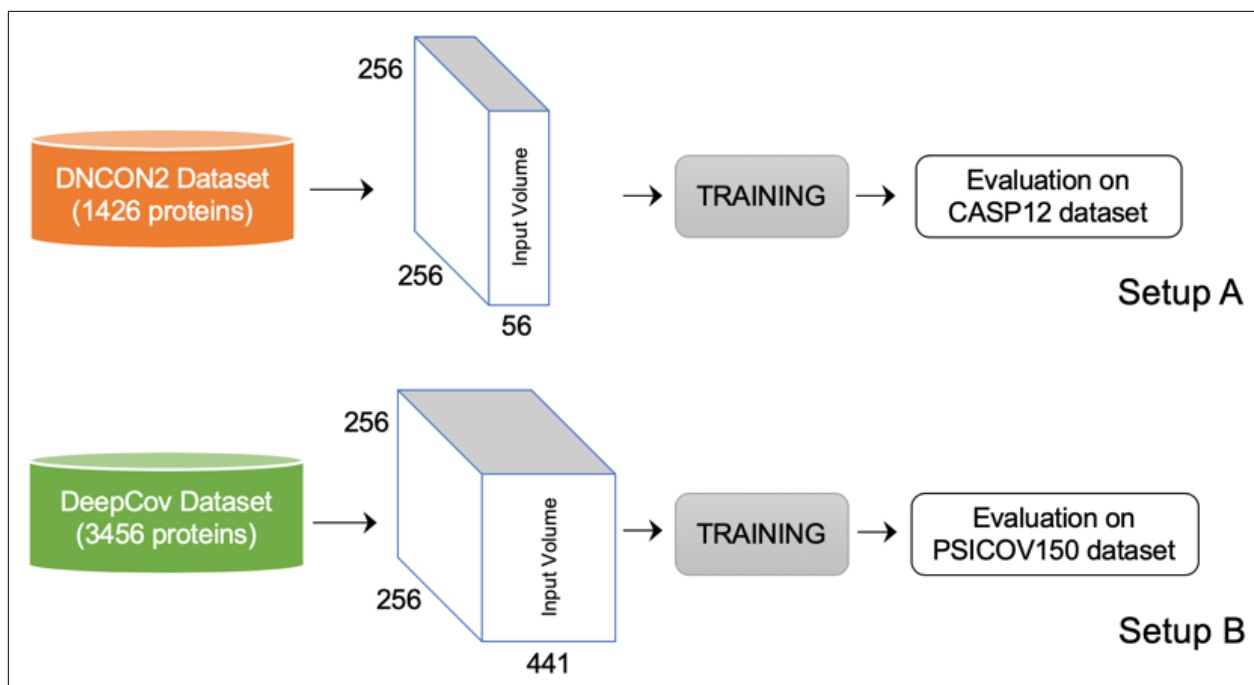 256
DNCON2 Dataset
(1426 proteins)
Input Volume
TRAINING
Evaluation on
CASP12 dataset
256
56
Setup A
256
DeepCov Dataset
(3456 proteins)
Input Volume
TRAINING
Evaluation on
PSICOV150 dataset
256
441
Setup B